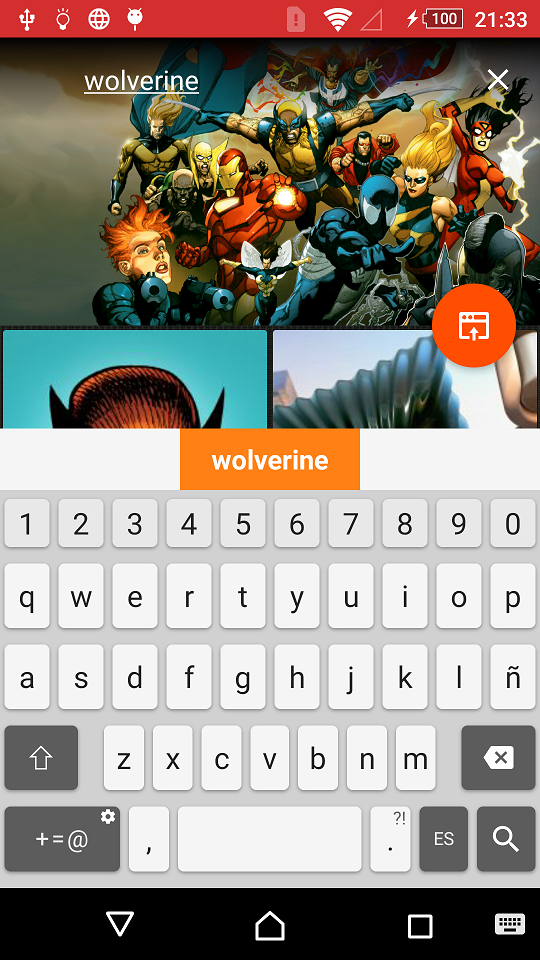 100 21:33
wolverine
wolverine
1 2 3 4 5 6 7 8 9 0
q w e r t y u i o p
a s d f g h j k l ñ
z x c v b n m
+=@ , ?! . ES